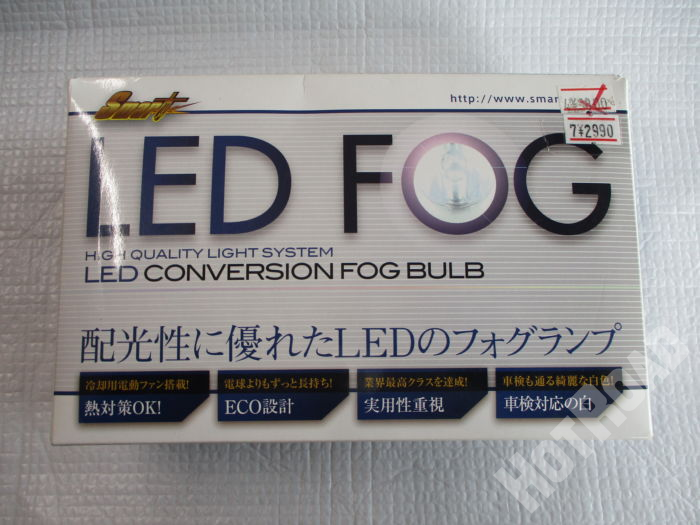 Smart
http://www.smar
7¥2990
LED FOG
HIGH QUALITY LIGHT SYSTEM
LED CONVERSION FOG BULB
配光性に優れたLEDのフォグランプ
冷却用電動ファン搭載!
熱対策OK!
電球よりもずっと長持ち!
ECO設計
業界最高クラスを達成!
実用性重視
車検も通る綺麗な白色!
車検対応の白